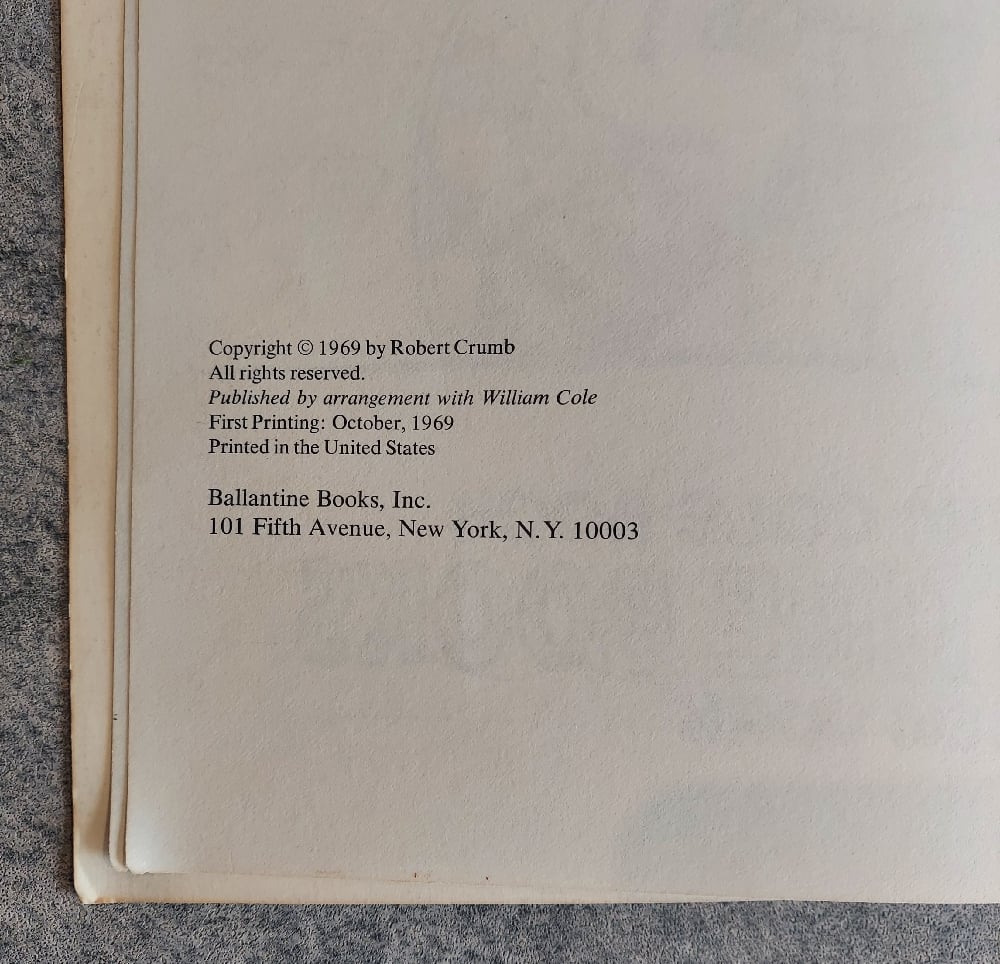 Copyright © 1969 by Robert Crumb
All rights reserved.
Published by arrangement with William Cole
First Printing: October, 1969
Printed in the United States
Ballantine Books, Inc.
101 Fifth Avenue, New York, N.Y. 10003